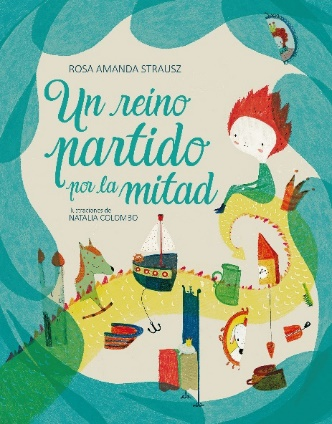 ROSA AMANDA STRAUSZ
Un reino
partido
por la mitad
Ilustraciones de
NATALIA COLOMBO